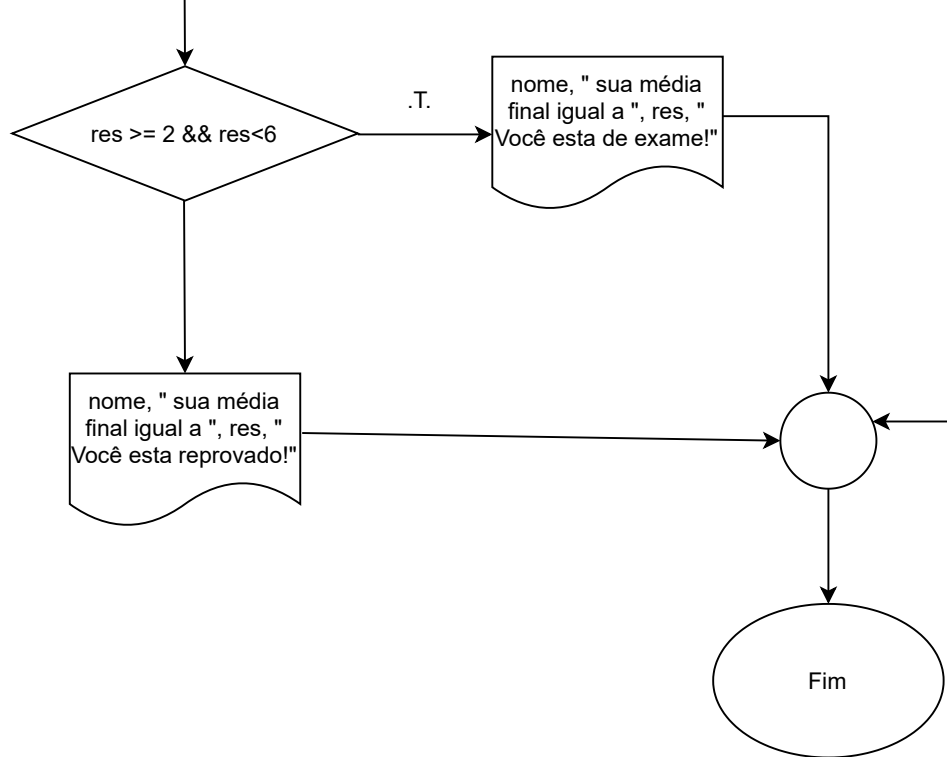 .T.
nome, " sua média
final igual a ", res, "
Você esta de exame!"
res >= 2 && res<6
nome, " sua média
final igual a ", res, "
Você esta reprovado!"
Fim